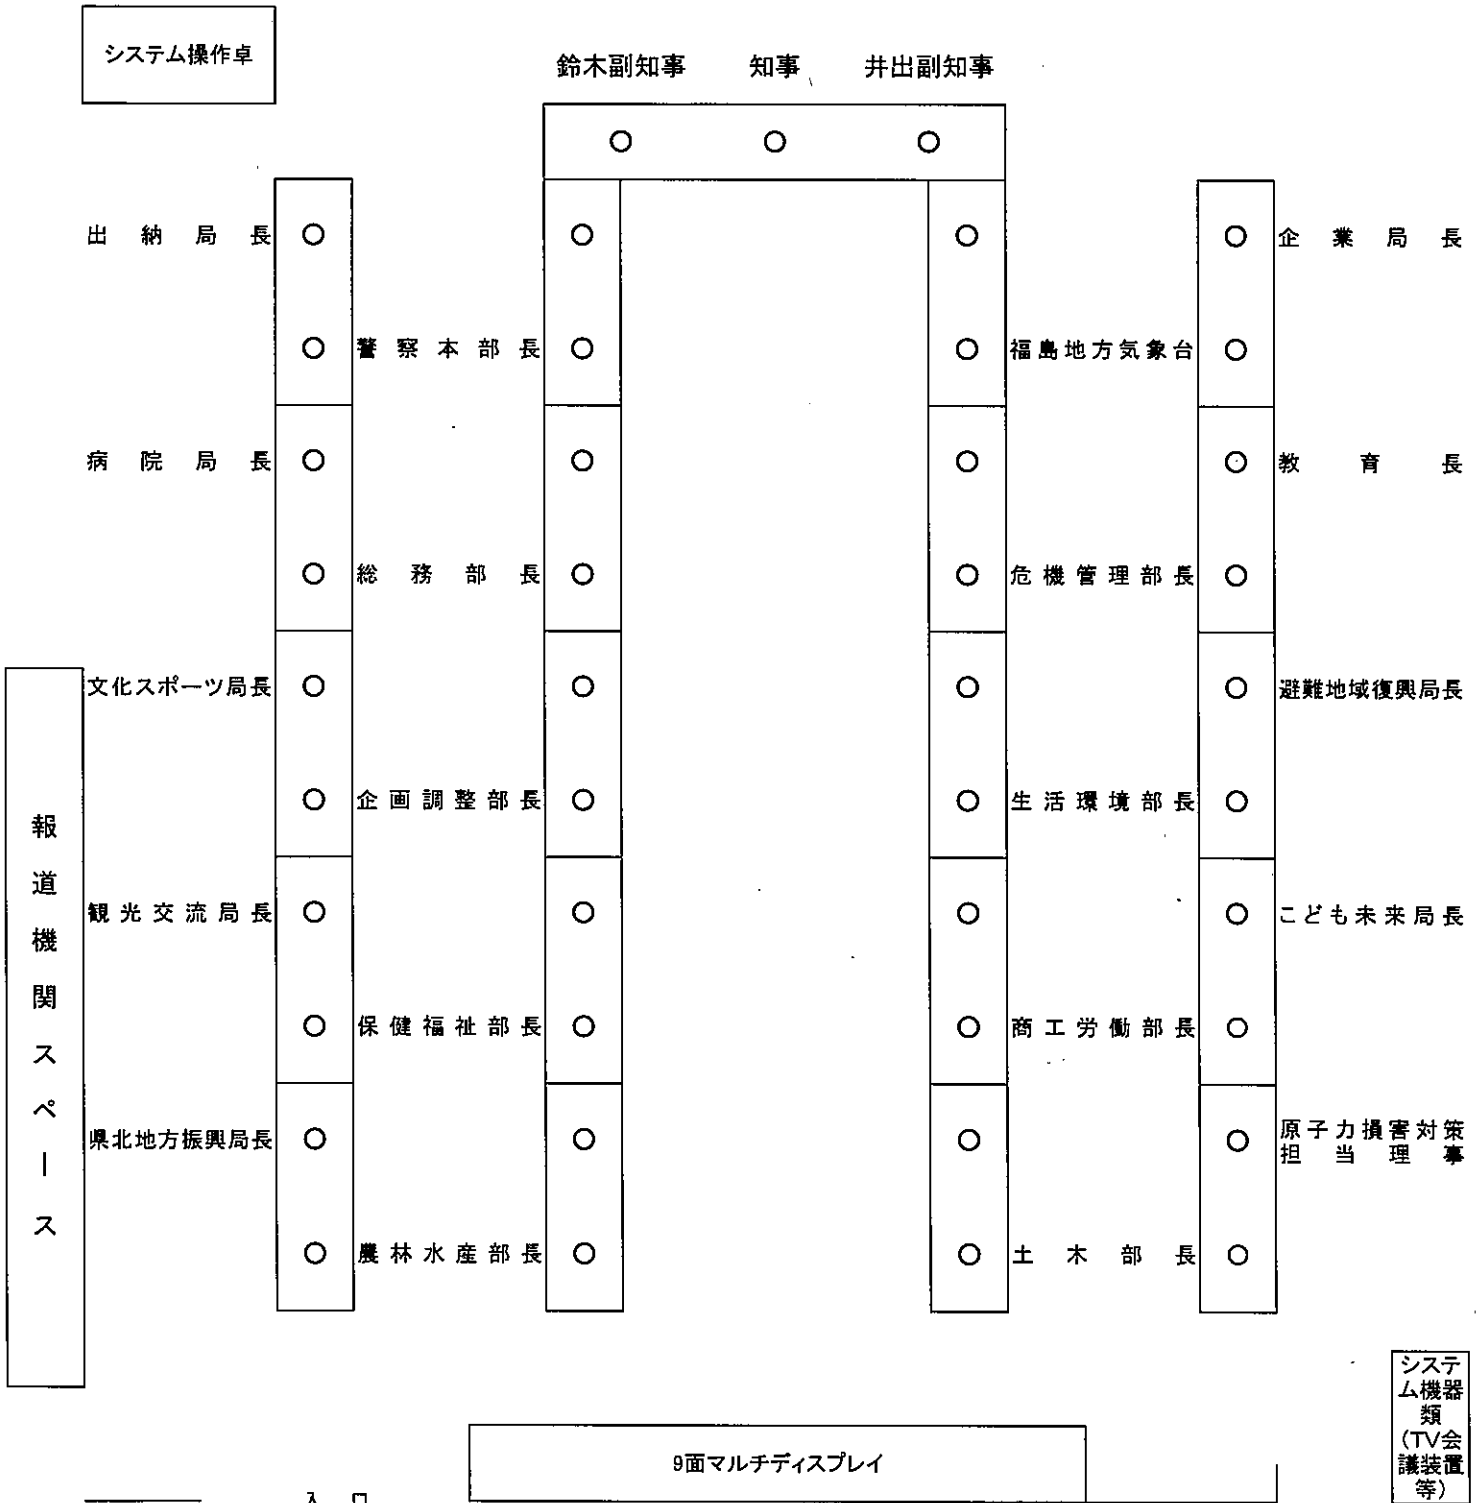 システム操作卓
鈴木副知事 知事 井出副知事
出納局長
企業局長
警察本部長
福島地方気象台
病院局長
教育長
総務部長
危機管理部長
文化スポーツ局長
避難地域復興局長
企画調整部長
生活環境部長
観光交流局長
こども未来局長
保健福祉部長
商工労働部長
県北地方振興局長
原子力損害対策
担当理事
農林水産部長
土木部長
報道機関スペース
システ
ム機器
類
(TV会
議装置
等)
9面マルチディスプレイ
入口